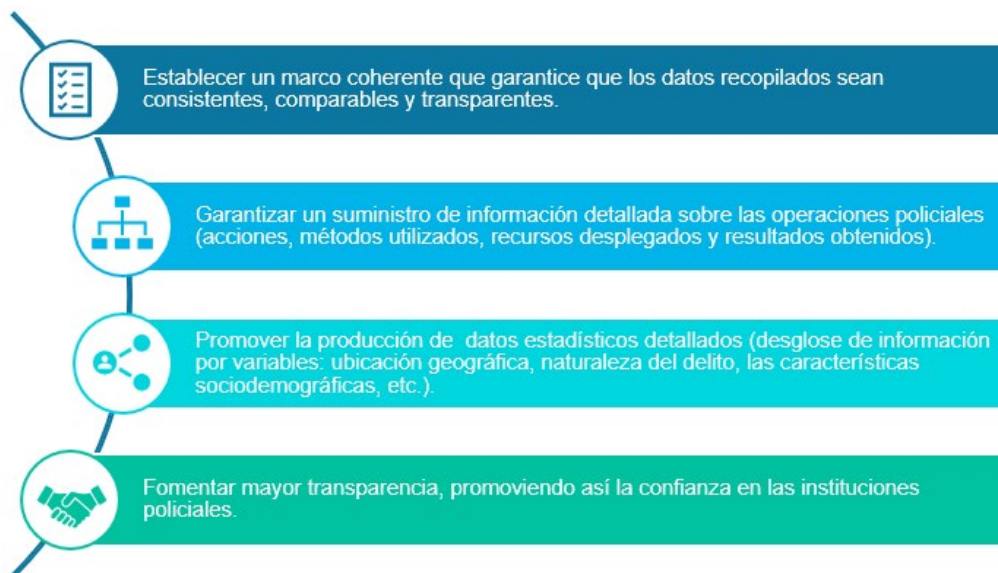 Establecer un marco coherente que garantice que los datos recopilados sean
consistentes, comparables y transparentes.
Garantizar un suministro de información detallada sobre las operaciones policiales
(acciones, métodos utilizados, recursos desplegados y resultados obtenidos).
Promover la producción de datos estadísticos detallados (desglose de información
por variables: ubicación geográfica, naturaleza del delito, las características
sociodemográficas, etc.).
Fomentar mayor transparencia, promoviendo así la confianza en las instituciones
policiales.